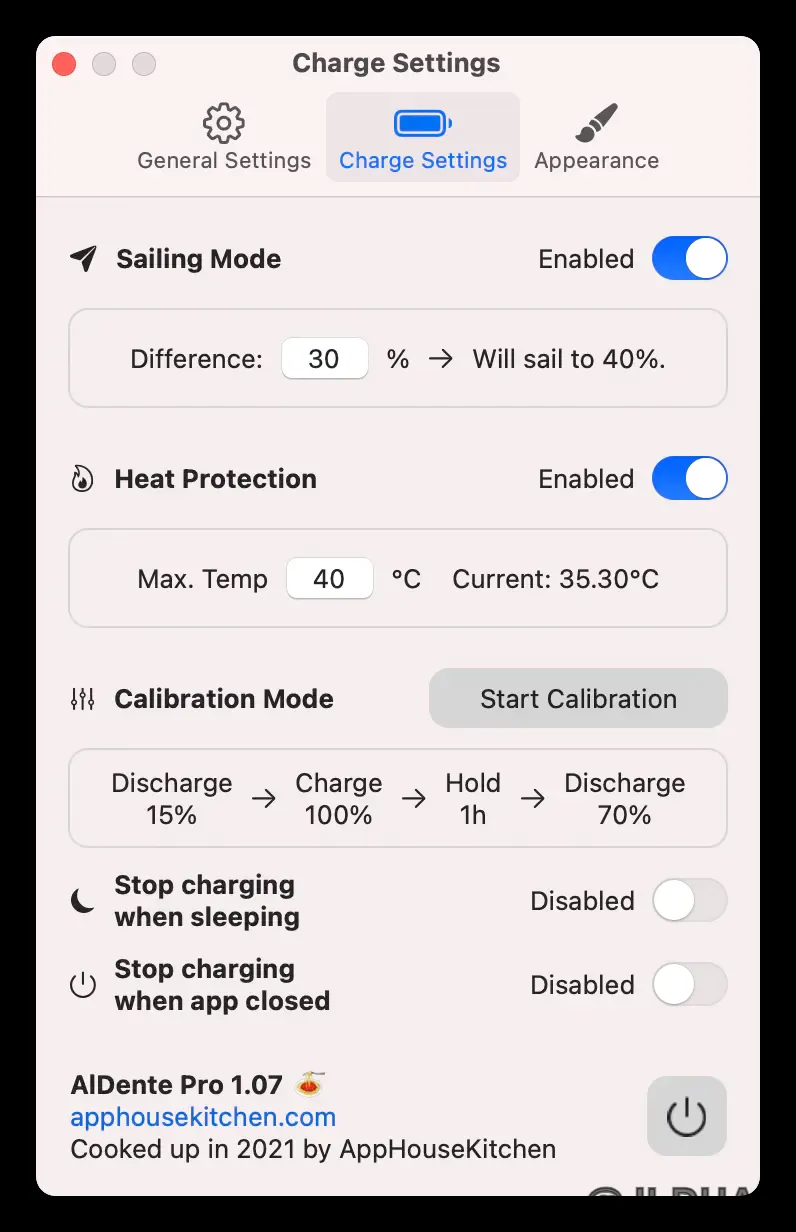 Charge Settings
General Settings
Charge Settings
Appearance
Sailing Mode
Enabled
Difference: 30 % → Will sail to 40%.
Heat Protection
Enabled
Max. Temp 40 °C Current: 35.30°C
Calibration Mode
Start Calibration
Discharge → Charge → Hold → Discharge
15% 100% 1h 70%
Stop charging
when sleeping
Disabled
Stop charging
when app closed
Disabled
AlDente Pro 1.07
apphousekitchen.com
Cooked up in 2021 by AppHouseKitchen